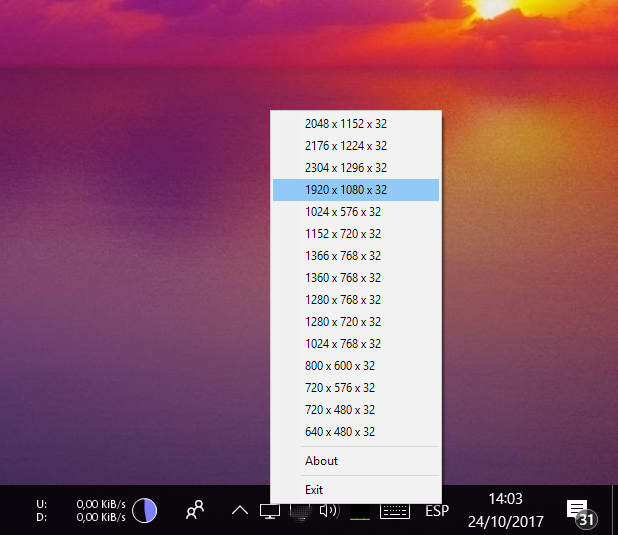 2048 x 1152 x 32
2176 x 1224 x 32
2304 x 1296 x 32
1920 x 1080 x 32
1024 x 576 x 32
1152 x 720 x 32
1366 x 768 x 32
1360 x 768 x 32
1280 x 768 x 32
1280 x 720 x 32
1024 x 768 x 32
800 x 600 x 32
720 x 576 x 32
720 x 480 x 32
640 x 480 x 32
About
Exit
U: 0,00 KiB/s
D: 0,00 KiB/s
ESP
14:03
24/10/2017
31